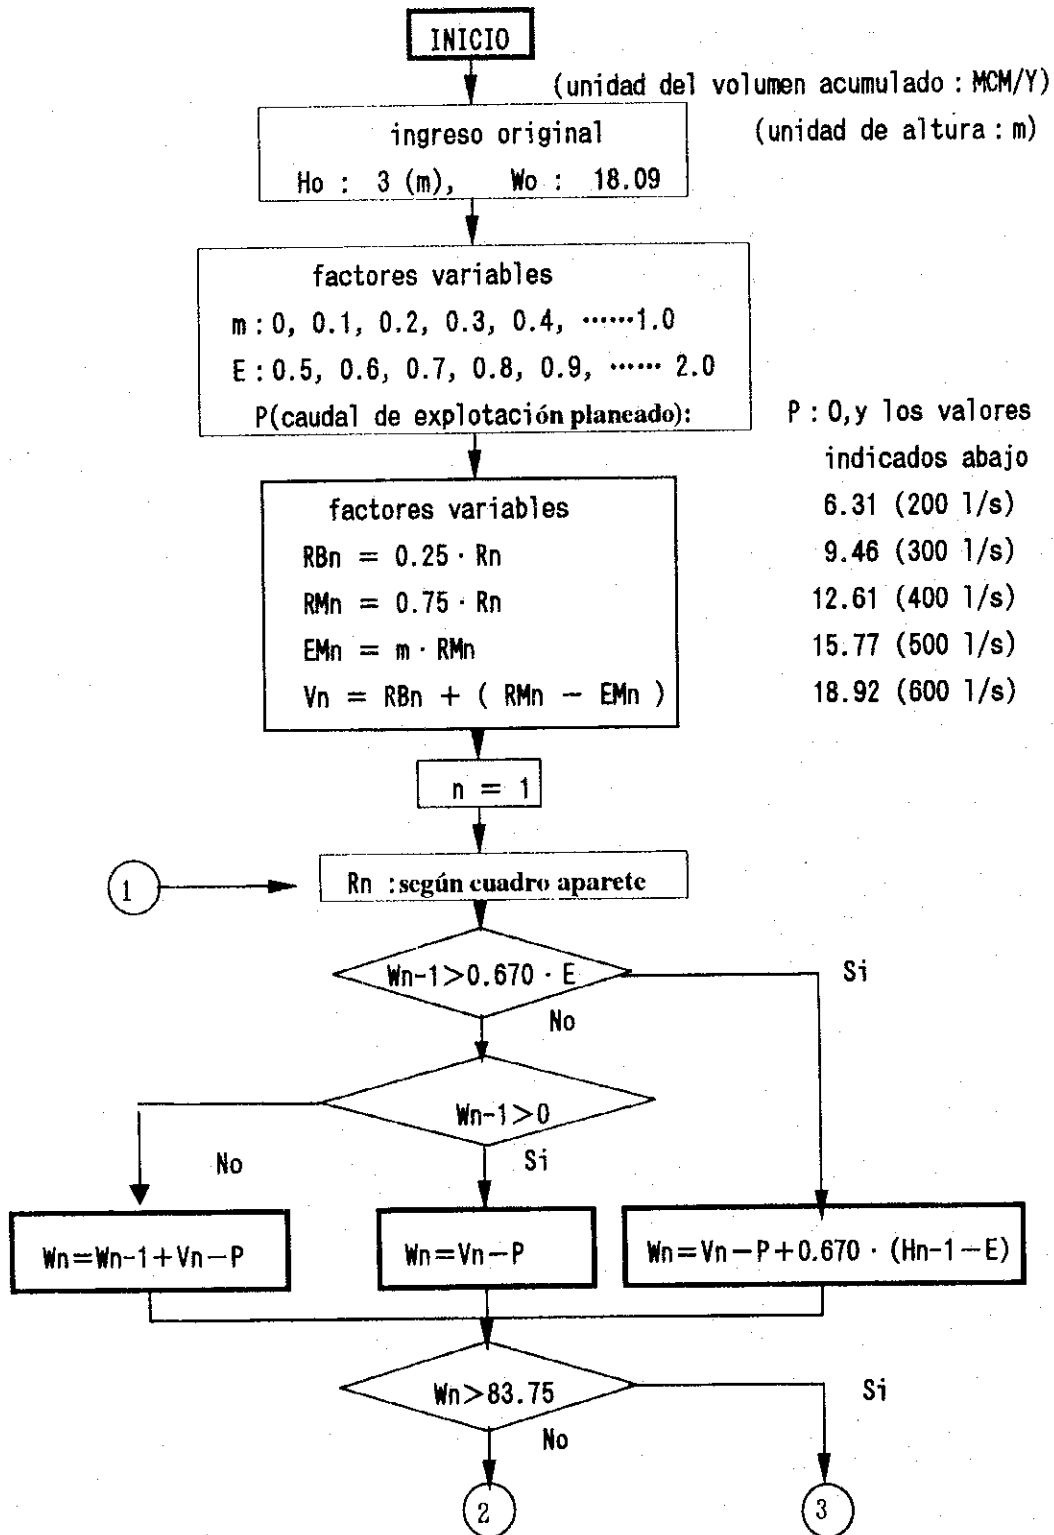 INICIO
(unidad del volumen acumulado : MCM/Y)
(unidad de altura : m)
ingreso original
Ho : 3 (m), Wo : 18.09
factores variables
m : 0, 0.1, 0.2, 0.3, 0.4, ……1.0
E : 0.5, 0.6, 0.7, 0.8, 0.9, …… 2.0
P(caudal de explotación planeado):
P : 0,y los valores
indicados abajo
6.31 (200 l/s)
9.46 (300 l/s)
12.61 (400 l/s)
15.77 (500 l/s)
18.92 (600 l/s)
factores variables
RBn = 0.25 · Rn
RMn = 0.75 · Rn
EMn = m · RMn
Vn = RBn + ( RMn − EMn )
n = 1
1
Rn : según cuadro aparete
Wn-1>0.670 · E
Si
No
Wn-1>0
No
Si
Wn=Wn-1+Vn−P
Wn=Vn−P
Wn=Vn−P+0.670 · (Hn-1−E)
Wn>83.75
Si
No
2
3